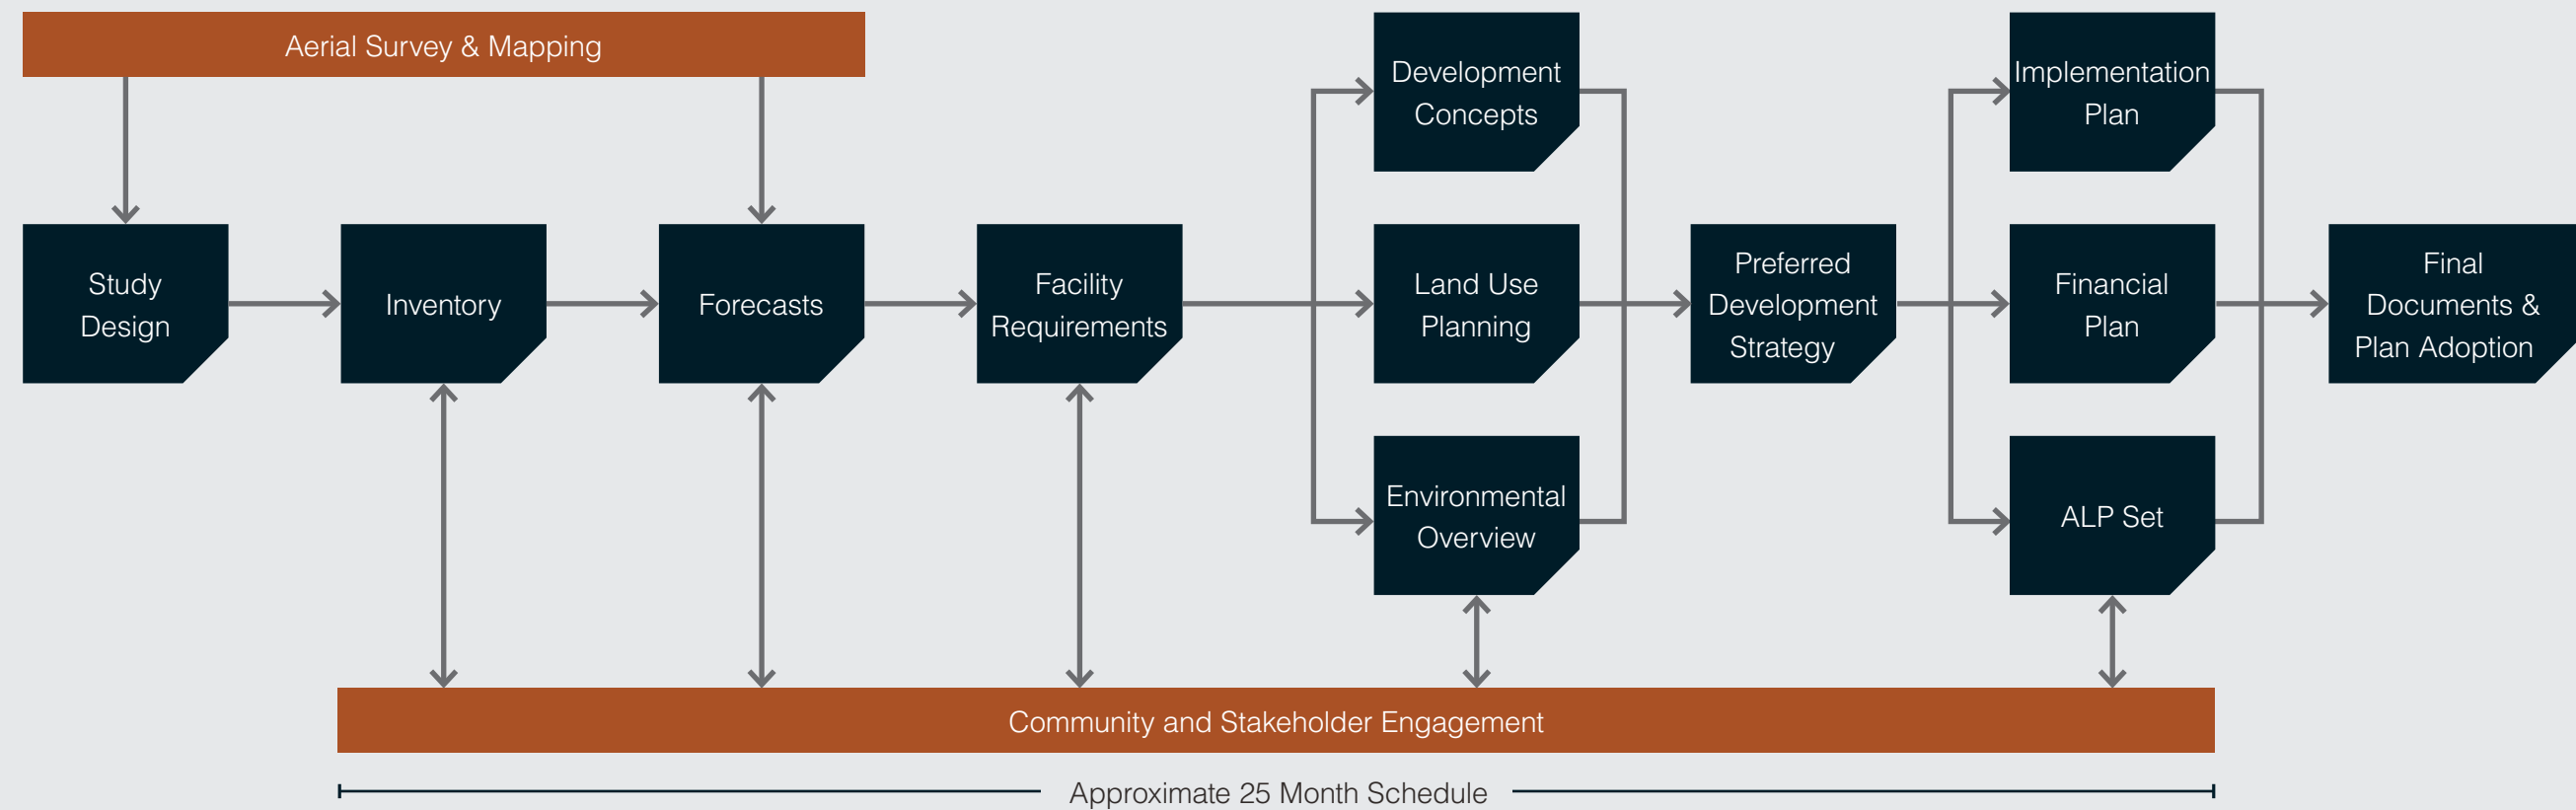 Aerial Survey & Mapping
Study
Design
Inventory
Forecasts
Facility
Requirements
Development
Concepts
Land Use
Planning
Environmental
Overview
Preferred
Development
Strategy
Implementation
Plan
Financial
Plan
ALP Set
Final
Documents &
Plan Adoption
Community and Stakeholder Engagement
Approximate 25 Month Schedule